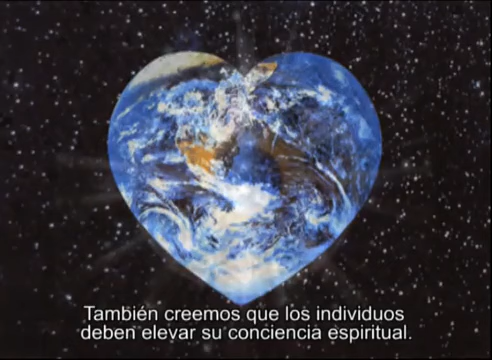 También creemos que los individuos
deben elevar su conciencia espiritual.